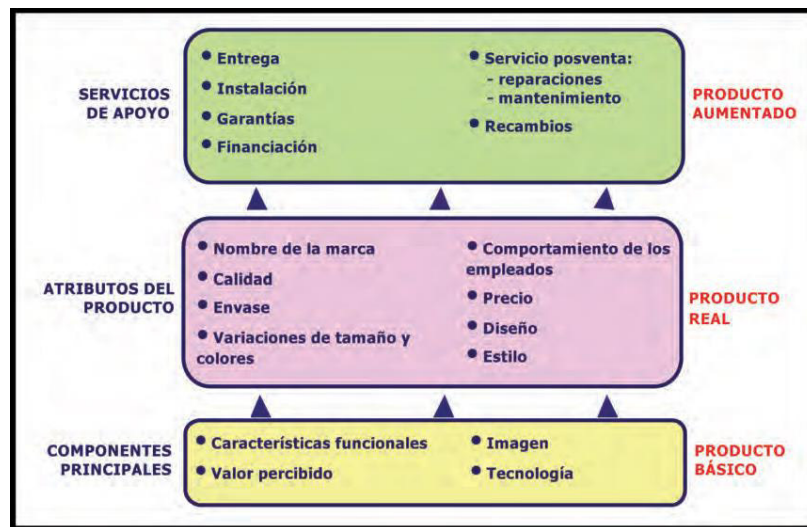 SERVICIOS
DE APOYO
• Entrega
• Instalación
• Garantías
• Financiación
• Servicio posventa:
- reparaciones
- mantenimiento
• Recambios
PRODUCTO
AUMENTADO
ATRIBUTOS DEL
PRODUCTO
• Nombre de la marca
• Calidad
• Envase
• Variaciones de tamaño y
colores
• Comportamiento de los
empleados
• Precio
• Diseño
• Estilo
PRODUCTO
REAL
COMPONENTES
PRINCIPALES
• Características funcionales
• Valor percibido
• Imagen
• Tecnología
PRODUCTO
BÁSICO